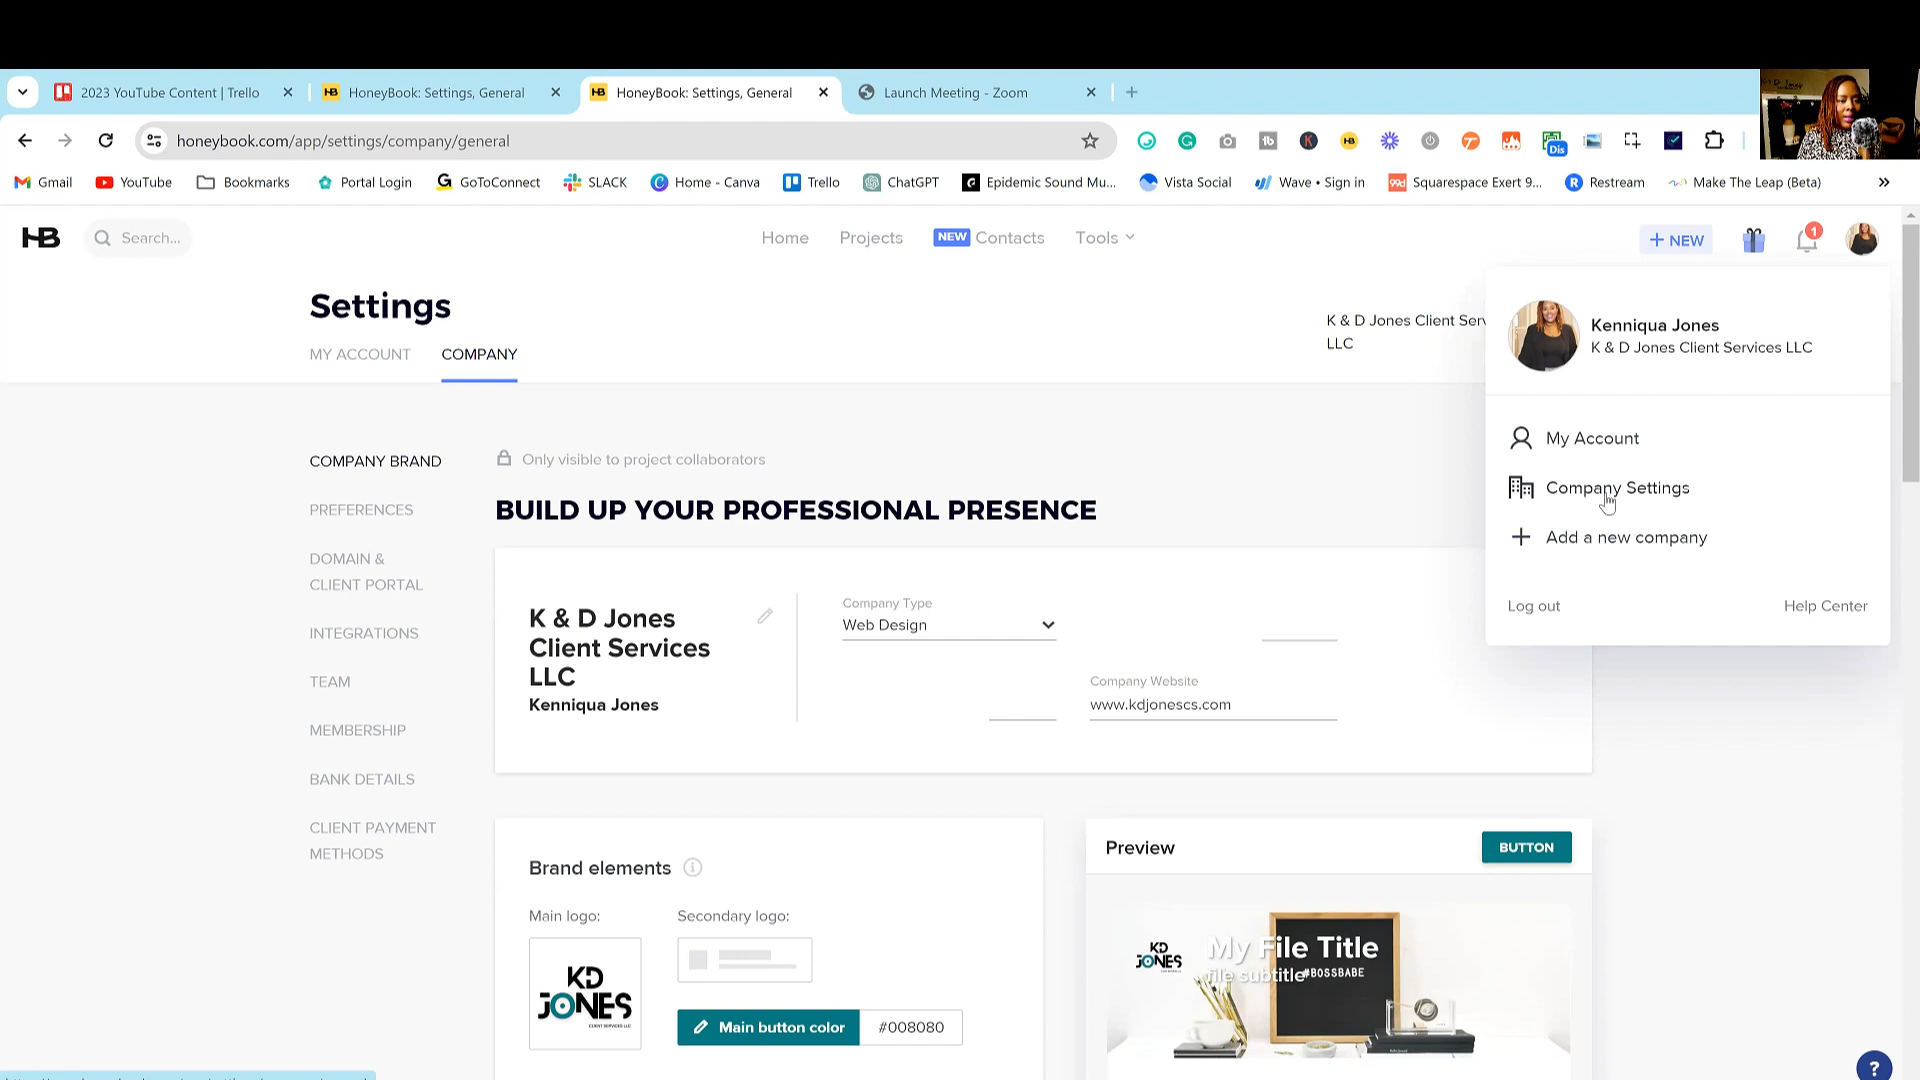 2023 YouTube Content | Trello
HoneyBook: Settings, General
HoneyBook: Settings, General
Launch Meeting - Zoom
honeybook.com/app/settings/company/general
Gmail
YouTube
Bookmarks
Portal Login
GoToConnect
SLACK
Home - Canva
Trello
ChatGPT
Epidemic Sound Mu...
Vista Social
Wave • Sign in
Squarespace Exert 9...
Restream
Make The Leap (Beta)
HB
Search...
Home
Projects
NEW Contacts
Tools
+ NEW
1
Settings
MY ACCOUNT
COMPANY
K & D Jones Client Serv
LLC
Kenniqua Jones
K & D Jones Client Services LLC
My Account
Company Settings
Add a new company
Log out
Help Center
COMPANY BRAND
PREFERENCES
DOMAIN &
CLIENT PORTAL
INTEGRATIONS
TEAM
MEMBERSHIP
BANK DETAILS
CLIENT PAYMENT
METHODS
Only visible to project collaborators
BUILD UP YOUR PROFESSIONAL PRESENCE
K & D Jones
Client Services
LLC
Kenniqua Jones
Company Type
Web Design
Company Website
www.kdjonescs.com
Brand elements
Main logo:
Secondary logo:
KD
JONES
CLIENT SERVICES LLC
Main button color
#008080
Preview
BUTTON
KD
JONES
My File Title
file subtitle
#BOSSBABE
?